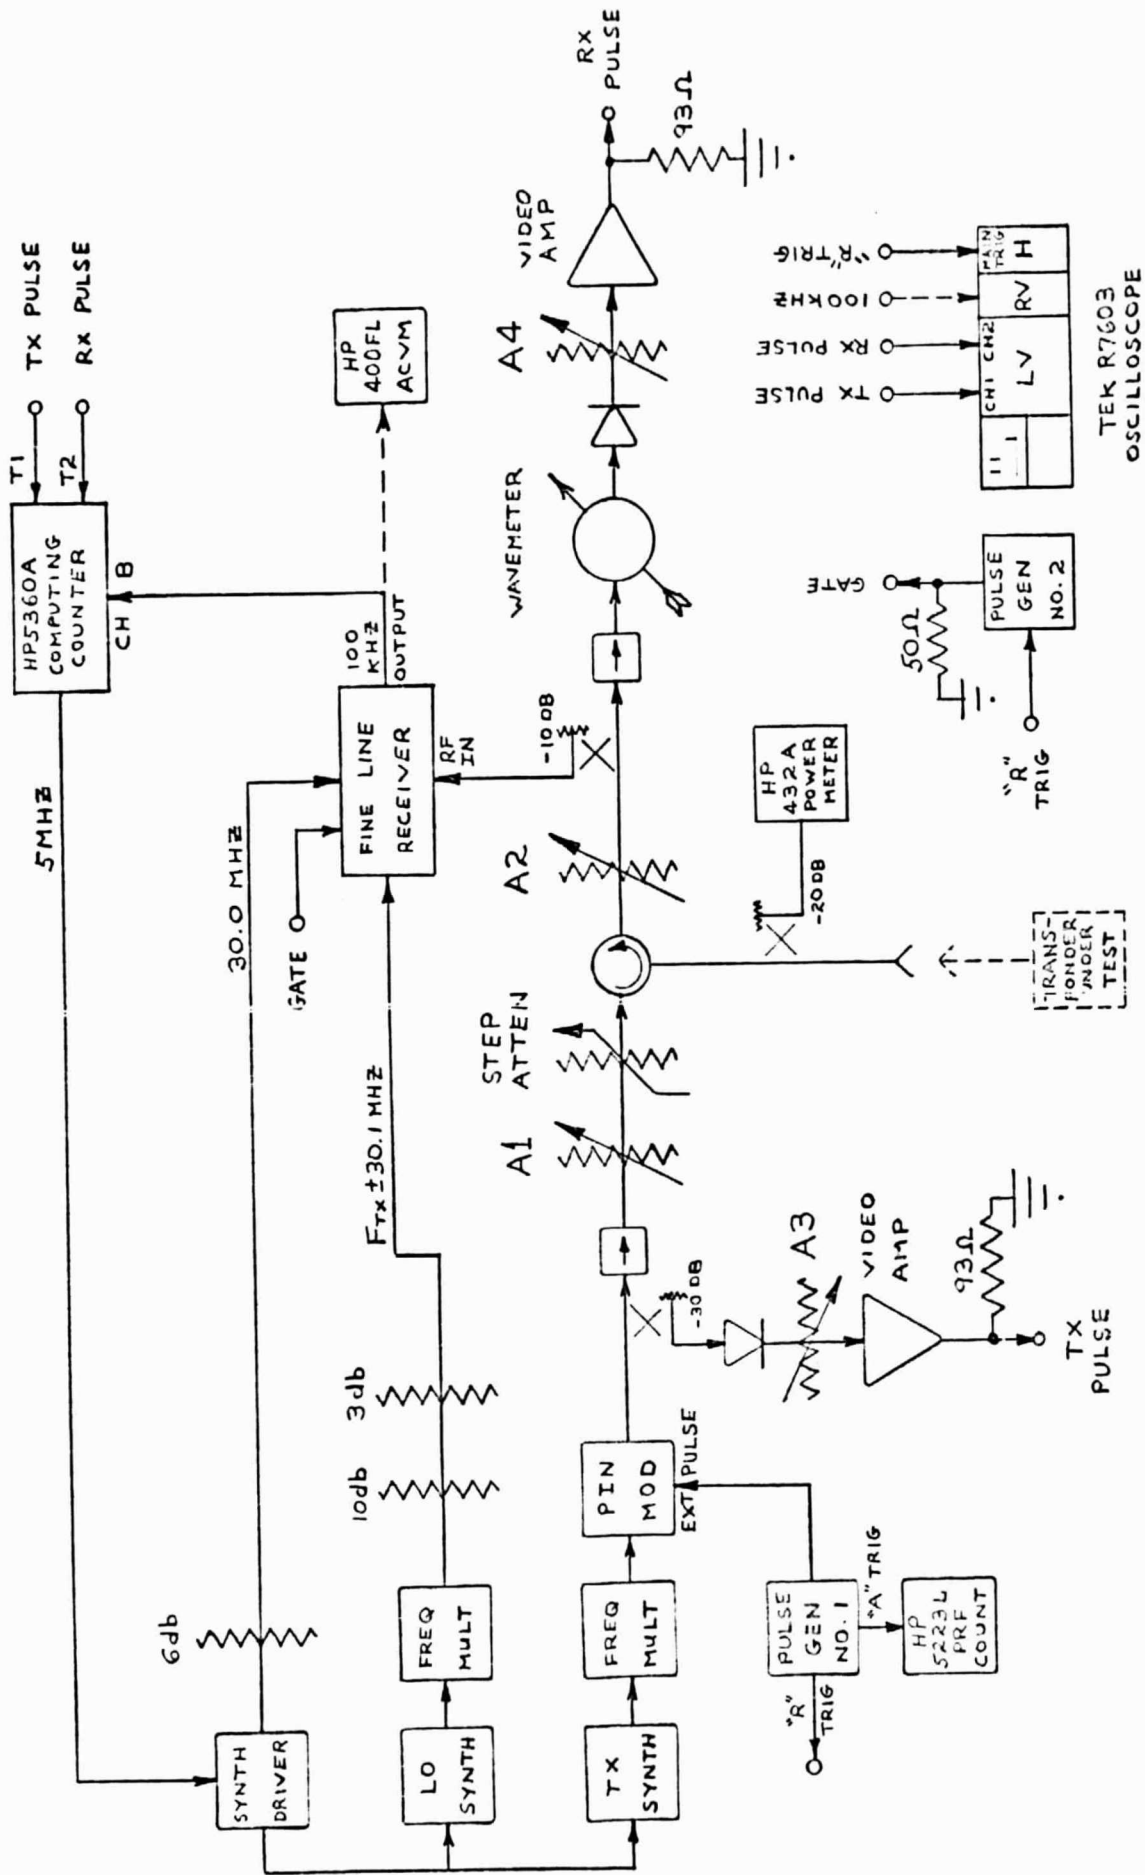 T1
TX PULSE
T2
RX PULSE
HP5360A
COMPUTING
COUNTER
CH B
5MHZ
30.0 MHZ
6db
SYNTH
DRIVER
GATE
FINE LINE
RECEIVER
100
KHZ
OUTPUT
RF
IN
HP
400FL
ACVM
FTX±30.1MHZ
3db
10db
FREQ
MULT
LO
SYNTH
TX
SYNTH
FREQ
MULT
PIN
MOD
EXT PULSE
-30DB
A1
STEP
ATTEN
A2
-10DB
WAVEMETER
A4
VIDEO
AMP
RX
PULSE
93Ω
A3
VIDEO
AMP
93Ω
TX
PULSE
PULSE
GEN
NO.1
"R"
TRIG
"A" TRIG
HP
5223L
PRF
COUNT
-20DB
HP
432A
POWER
METER
TRANS-
PONDER
UNDER
TEST
"R"
TRIG
PULSE
GEN
NO.2
50Ω
GATE
TX PULSE
RX PULSE
100KHZ
"R" TRIG
CH1
CH2
LV
RV
MAIN
TRIG
H
TEK R7603
OSCILLOSCOPE